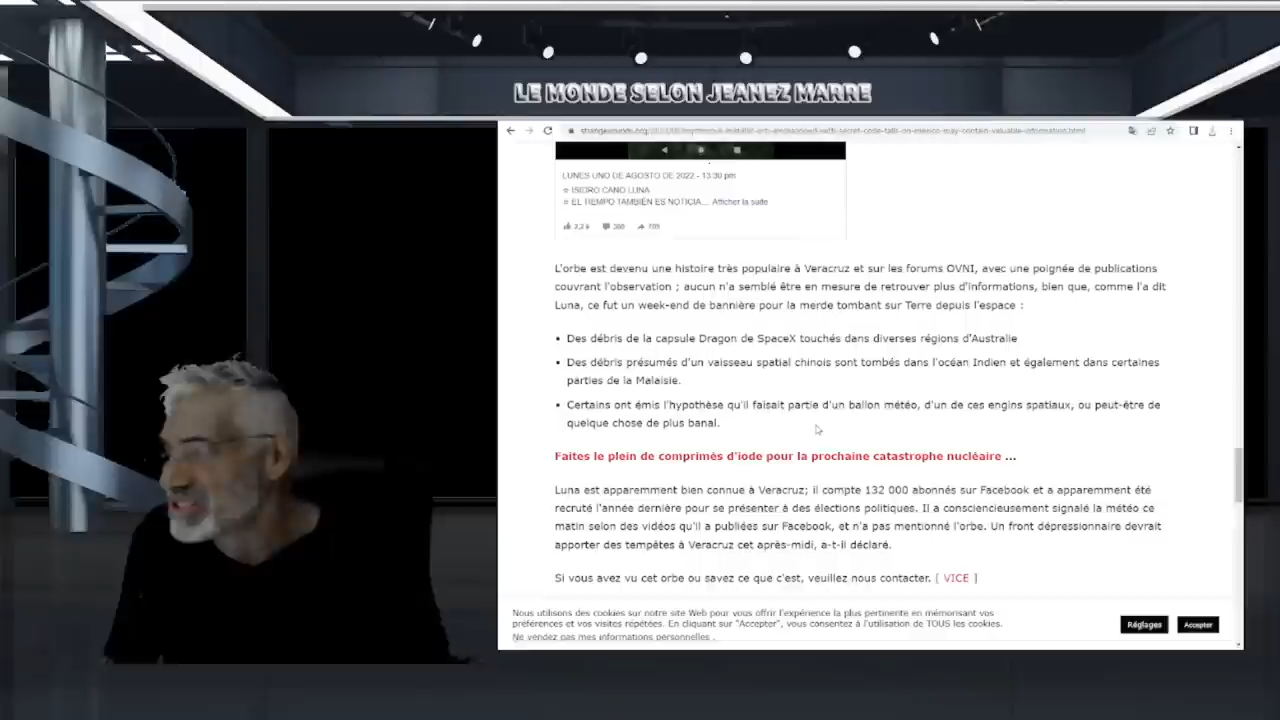 LE MONDE SELON JEANEZ MARRE
LUNES UNO DE AGOSTO DE 2022 - 13:30 pm
ISIDRO CANO LUNA
EL TIEMPO TAMBIÉN ES NOTICIA... Afficher la suite
2,2 k
L'orbe est devenu une histoire très populaire à Veracruz et sur les forums OVNI, avec une poignée de publications
couvrant l'observation ; aucun n'a semblé être en mesure de retrouver plus d'informations, bien que, comme l'a dit
Luna, ce fut un week-end de bannière pour la merde tombant sur Terre depuis l'espace :
• Des débris de la capsule Dragon de SpaceX touchés dans diverses régions d'Australie
• Des débris présumés d'un vaisseau spatial chinois sont tombés dans l'océan Indien et également dans certaines
parties de la Malaisie.
• Certains ont émis l'hypothèse qu'il faisait partie d'un ballon météo, d'un de ces engins spatiaux, ou peut-être de
quelque chose de plus banal.
Faites le plein de comprimés d'iode pour la prochaine catastrophe nucléaire ...
Luna est apparemment bien connue à Veracruz; il compte 132 000 abonnés sur Facebook et a apparemment été
recruté l'année dernière pour se présenter à des élections politiques. Il a consciencieusement signalé la météo ce
matin selon des vidéos qu'il a publiées sur Facebook, et n'a pas mentionné l'orbe. Un front dépressionnaire devrait
apporter des tempêtes à Veracruz cet après-midi, a-t-il déclaré.
Si vous avez vu cet orbe ou savez ce que c'est, veuillez nous contacter. [ VICE ]
Nous utilisons des cookies sur notre site Web pour vous offrir l'expérience la plus pertinente en mémorisant vos
préférences et vos visites répétées. En cliquant sur "Accepter", vous consentez à l'utilisation de TOUS les cookies.
Ne vendez pas mes informations personnelles .
Réglages
Accepter